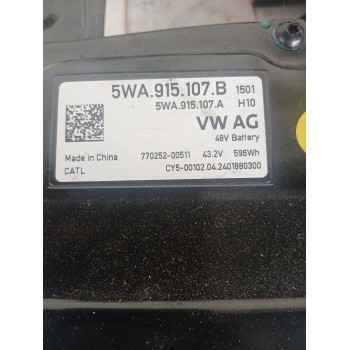 5WA.915.107.B 1501
5WA.915.107.A H10
VW AG
48V Battery
Made in China 770252-00511 43.2V 596Wh
CATL CY5-00102.04.2401880300